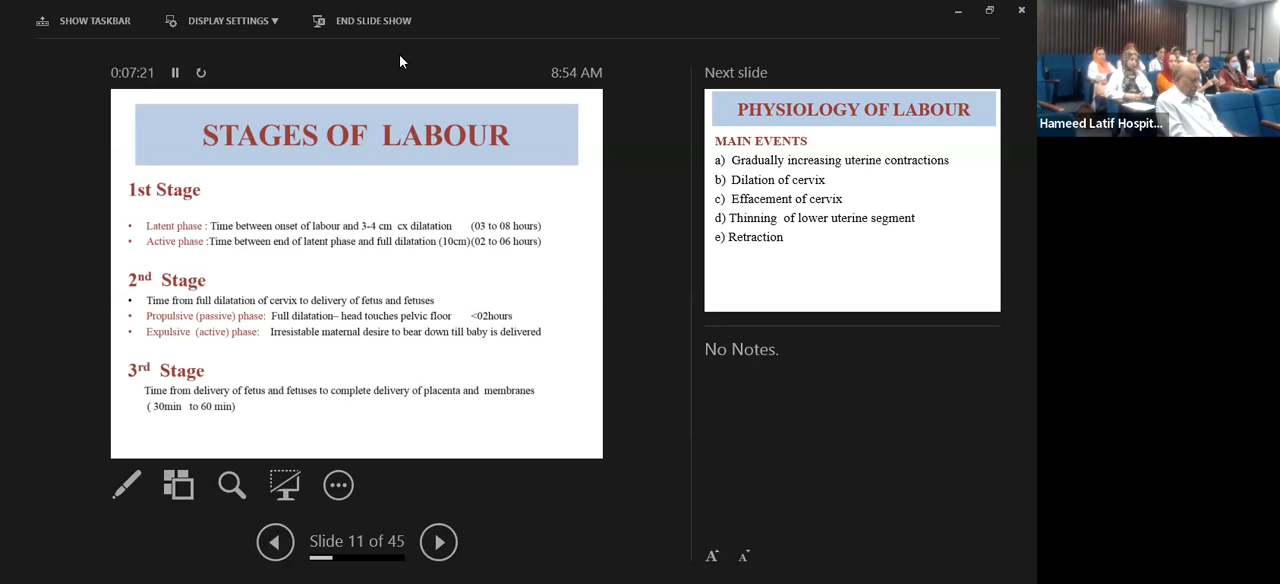 SHOW TASKBAR
DISPLAY SETTINGS ▼
END SLIDE SHOW
0:07:21
8:54 AM
STAGES OF LABOUR
1st Stage
• Latent phase : Time between onset of labour and 3-4 cm cx dilatation (03 to 08 hours)
• Active phase :Time between end of latent phase and full dilatation (10cm)(02 to 06 hours)
2nd Stage
• Time from full dilatation of cervix to delivery of fetus and fetuses
• Propulsive (passive) phase: Full dilatation– head touches pelvic floor <02hours
• Expulsive (active) phase: Irresistable maternal desire to bear down till baby is delivered
3rd Stage
Time from delivery of fetus and fetuses to complete delivery of placenta and membranes
( 30min to 60 min)
Slide 11 of 45
Next slide
PHYSIOLOGY OF LABOUR
MAIN EVENTS
a) Gradually increasing uterine contractions
b) Dilation of cervix
c) Effacement of cervix
d) Thinning of lower uterine segment
e) Retraction
No Notes.
A A
Hameed Latif Hospit...